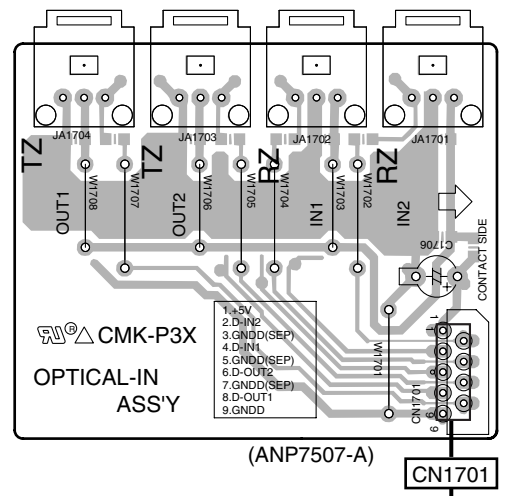 JA1704
JA1703
JA1702
JA1701
TZ
TZ
RZ
RZ
W1708
W1707
W1706
W1705
W1704
W1703
W1702
OUT1
OUT2
IN1
IN2
C1706
CONTACT SIDE
+
1.+5V
2.D-IN2
3.GNDD(SEP)
4.D-IN1
5.GNDD(SEP)
6.D-OUT2
7.GNDD(SEP)
8.D-OUT1
9.GNDD
CMK-P3X
OPTICAL-IN
ASS'Y
W1701
CN1701
1
9
(ANP7507-A)
CN1701